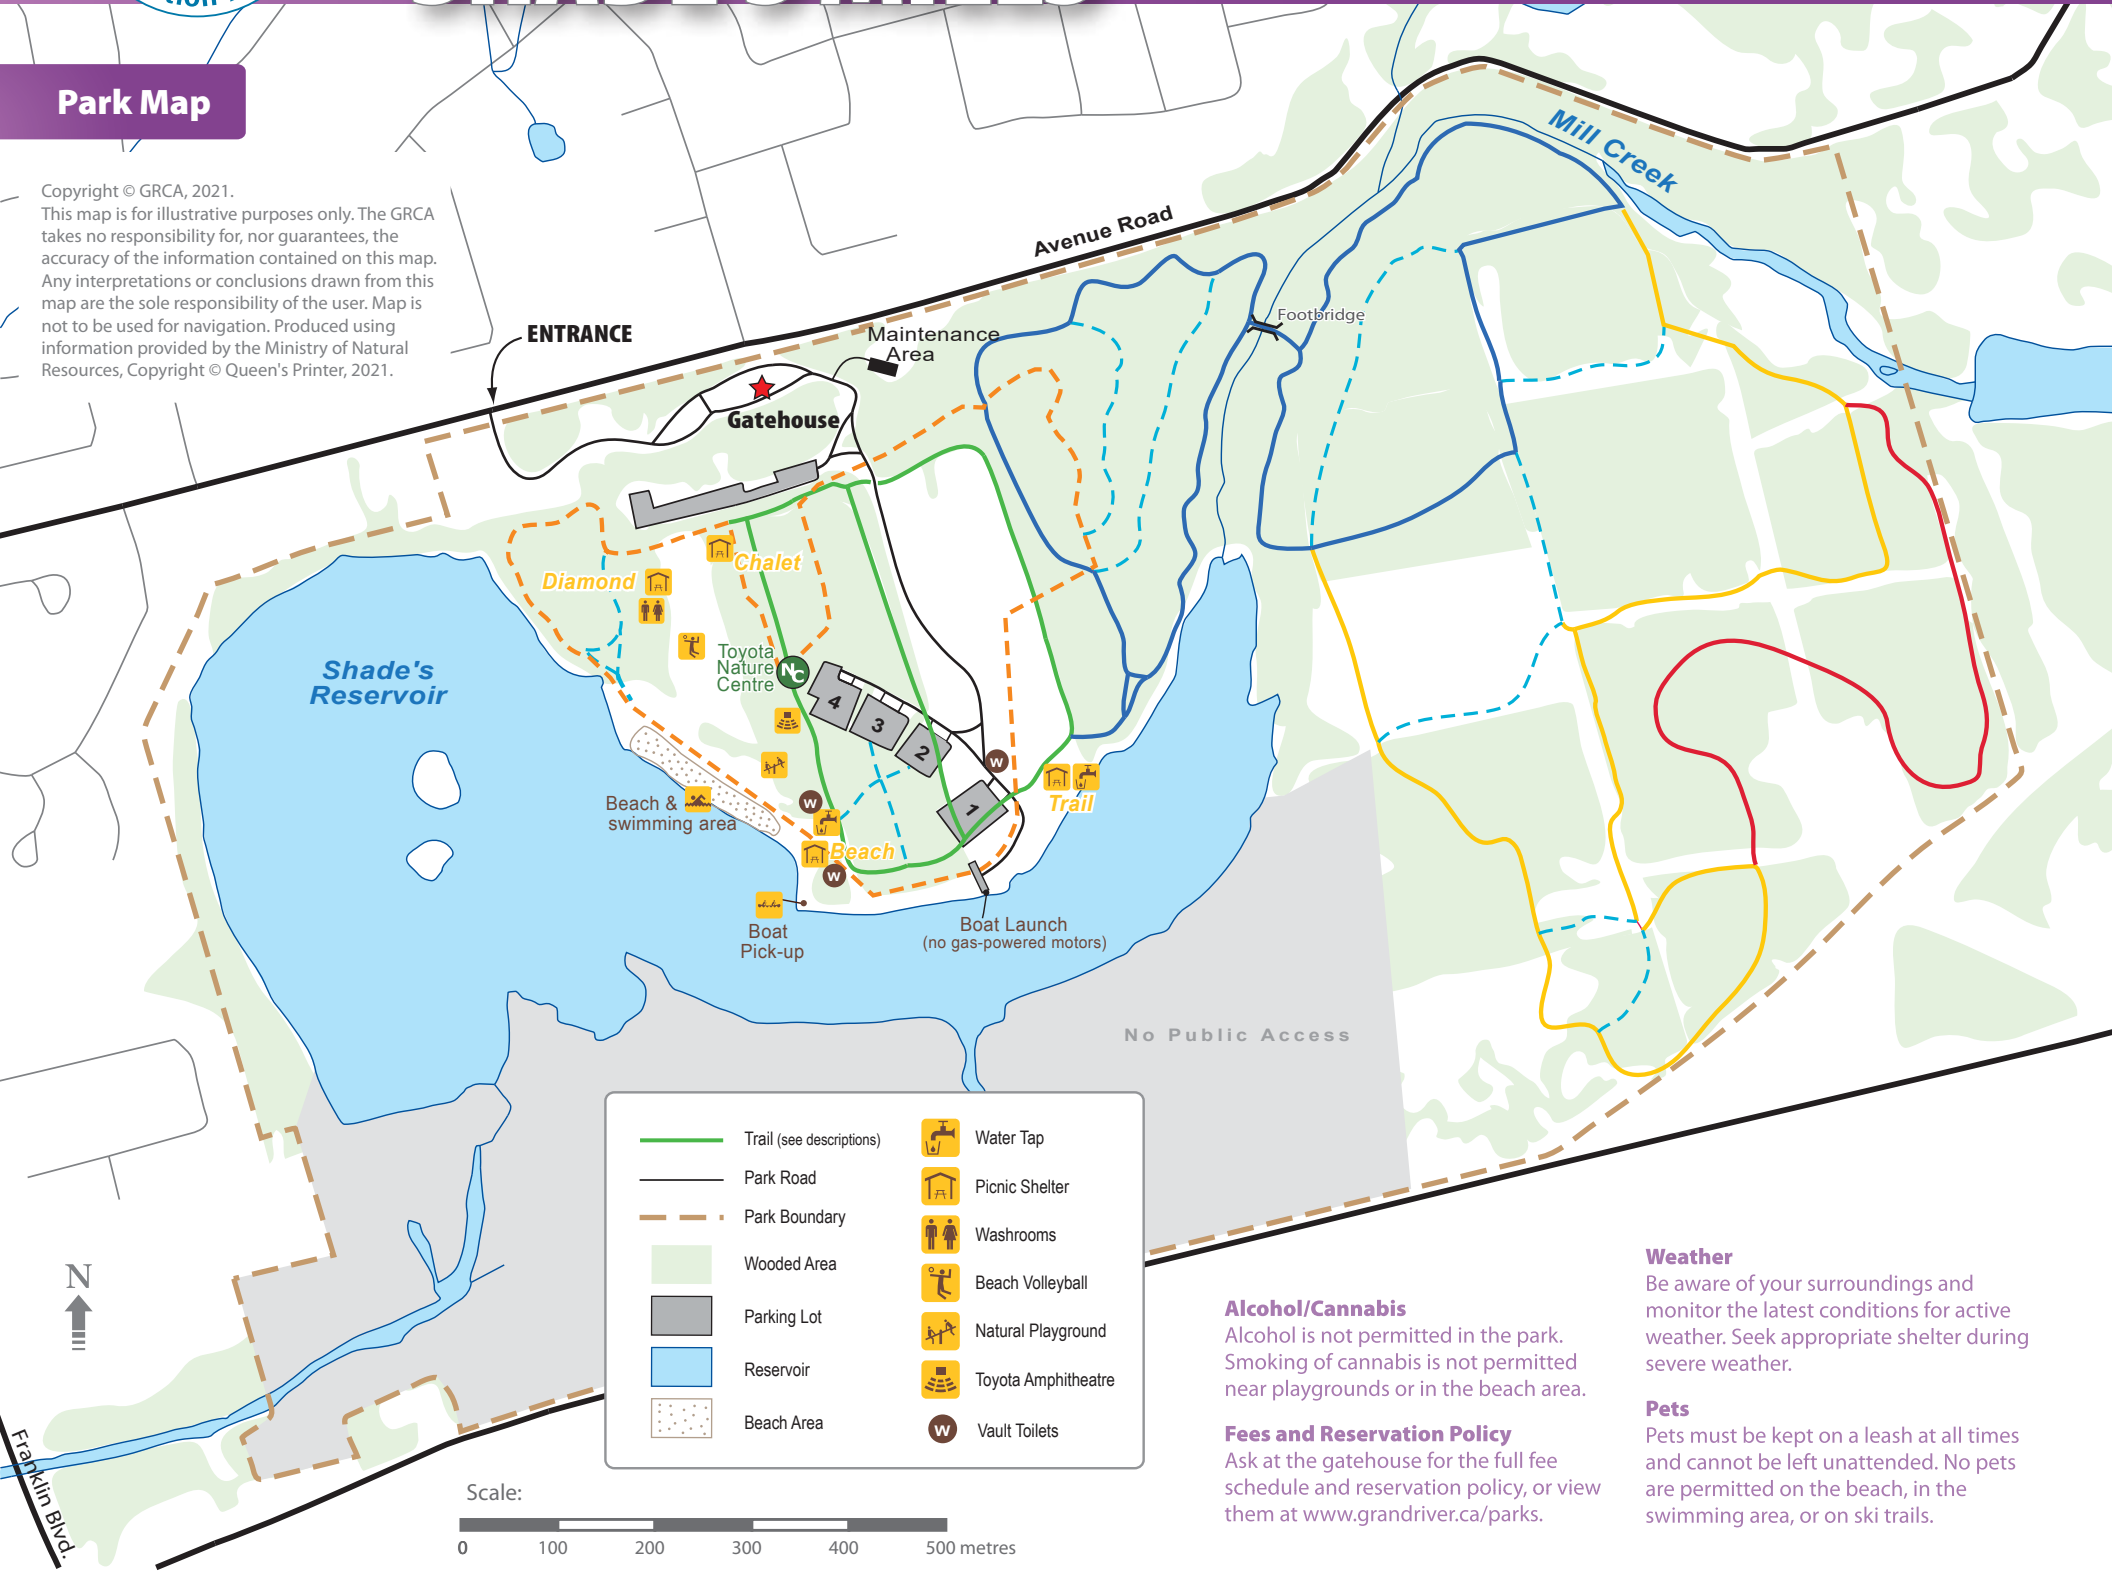 Park Map
Copyright © GRCA, 2021.
This map is for illustrative purposes only. The GRCA
takes no responsibility for, nor guarantees, the
accuracy of the information contained on this map.
Any interpretations or conclusions drawn from this
map are the sole responsibility of the user. Map is
not to be used for navigation. Produced using
information provided by the Ministry of Natural
Resources, Copyright © Queen's Printer, 2021.
Mill Creek
Avenue Road
ENTRANCE
Footbridge
Maintenance
Area
Gatehouse
Chalet
Diamond
Toyota
Nature
Centre
NC
Shade's
Reservoir
4
3
2
1
W
Trail
Beach &
swimming area
W
Beach
W
Boat
Pick-up
Boat Launch
(no gas-powered motors)
No Public Access
Trail (see descriptions)
Park Road
Park Boundary
Wooded Area
Parking Lot
Reservoir
Beach Area
Water Tap
Picnic Shelter
Washrooms
Beach Volleyball
Natural Playground
Toyota Amphitheatre
W Vault Toilets
N
Franklin Blvd.
Scale:
0 100 200 300 400 500 metres
Alcohol/Cannabis
Alcohol is not permitted in the park.
Smoking of cannabis is not permitted
near playgrounds or in the beach area.
Fees and Reservation Policy
Ask at the gatehouse for the full fee
schedule and reservation policy, or view
them at www.grandriver.ca/parks.
Weather
Be aware of your surroundings and
monitor the latest conditions for active
weather. Seek appropriate shelter during
severe weather.
Pets
Pets must be kept on a leash at all times
and cannot be left unattended. No pets
are permitted on the beach, in the
swimming area, or on ski trails.